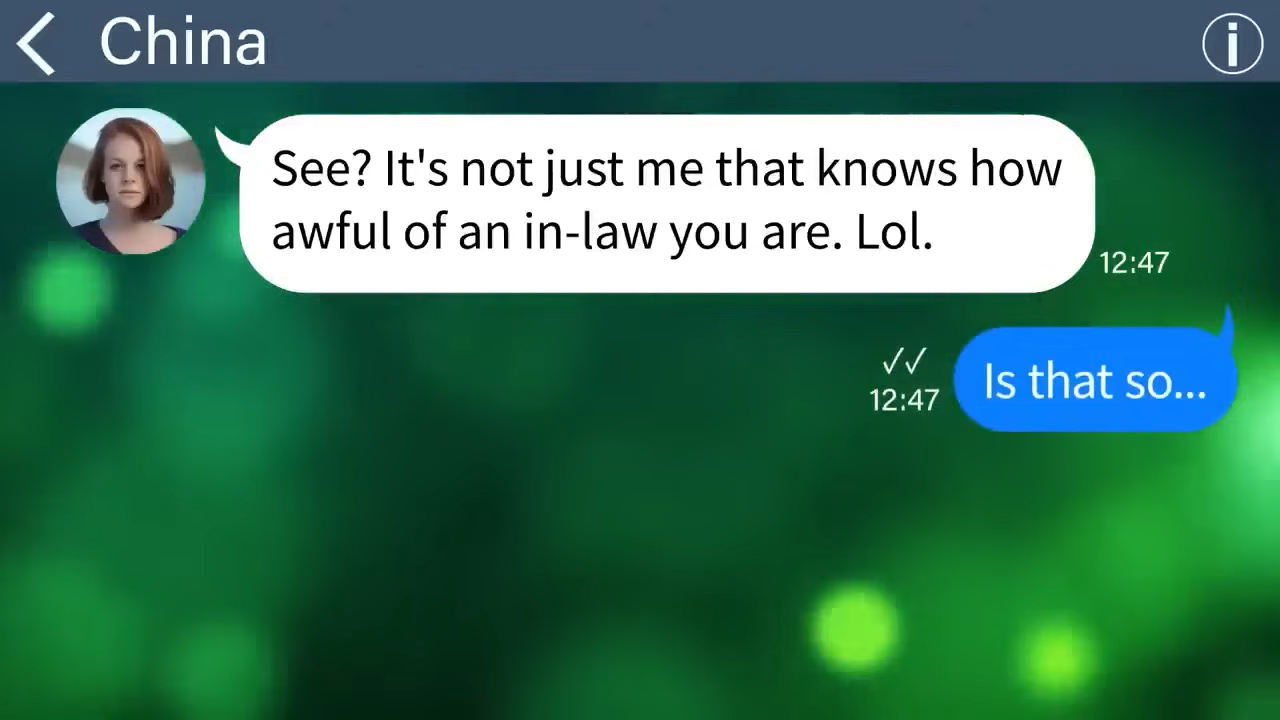 China
See? It's not just me that knows how
awful of an in-law you are. Lol.
12:47
Is that so...
12:47